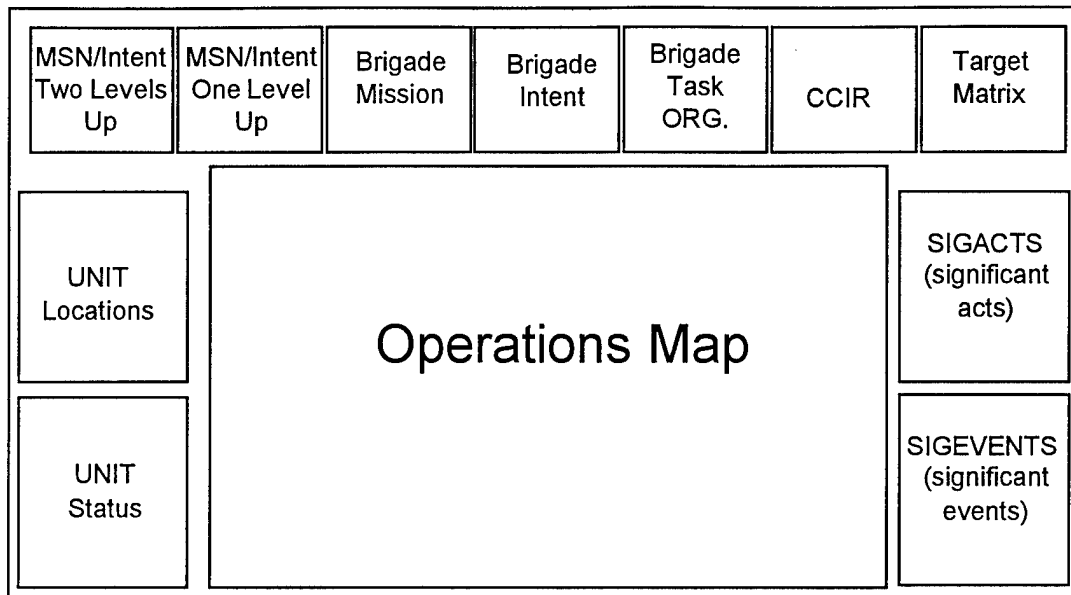 MSN/Intent
Two Levels
Up
MSN/Intent
One Level
Up
Brigade
Mission
Brigade
Intent
Brigade
Task
ORG.
CCIR
Target
Matrix
UNIT
Locations
Operations Map
SIGACTS
(significant
acts)
UNIT
Status
SIGEVENTS
(significant
events)